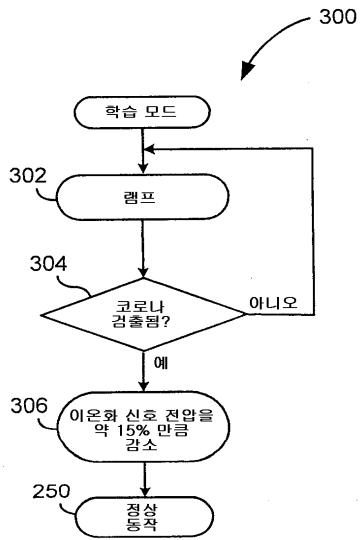 300
학습 모드
302
램프
304
코로나
검출됨?
아니오
예
306
이온화 신호 전압을
약 15% 만큼
감소
250
정상
동작